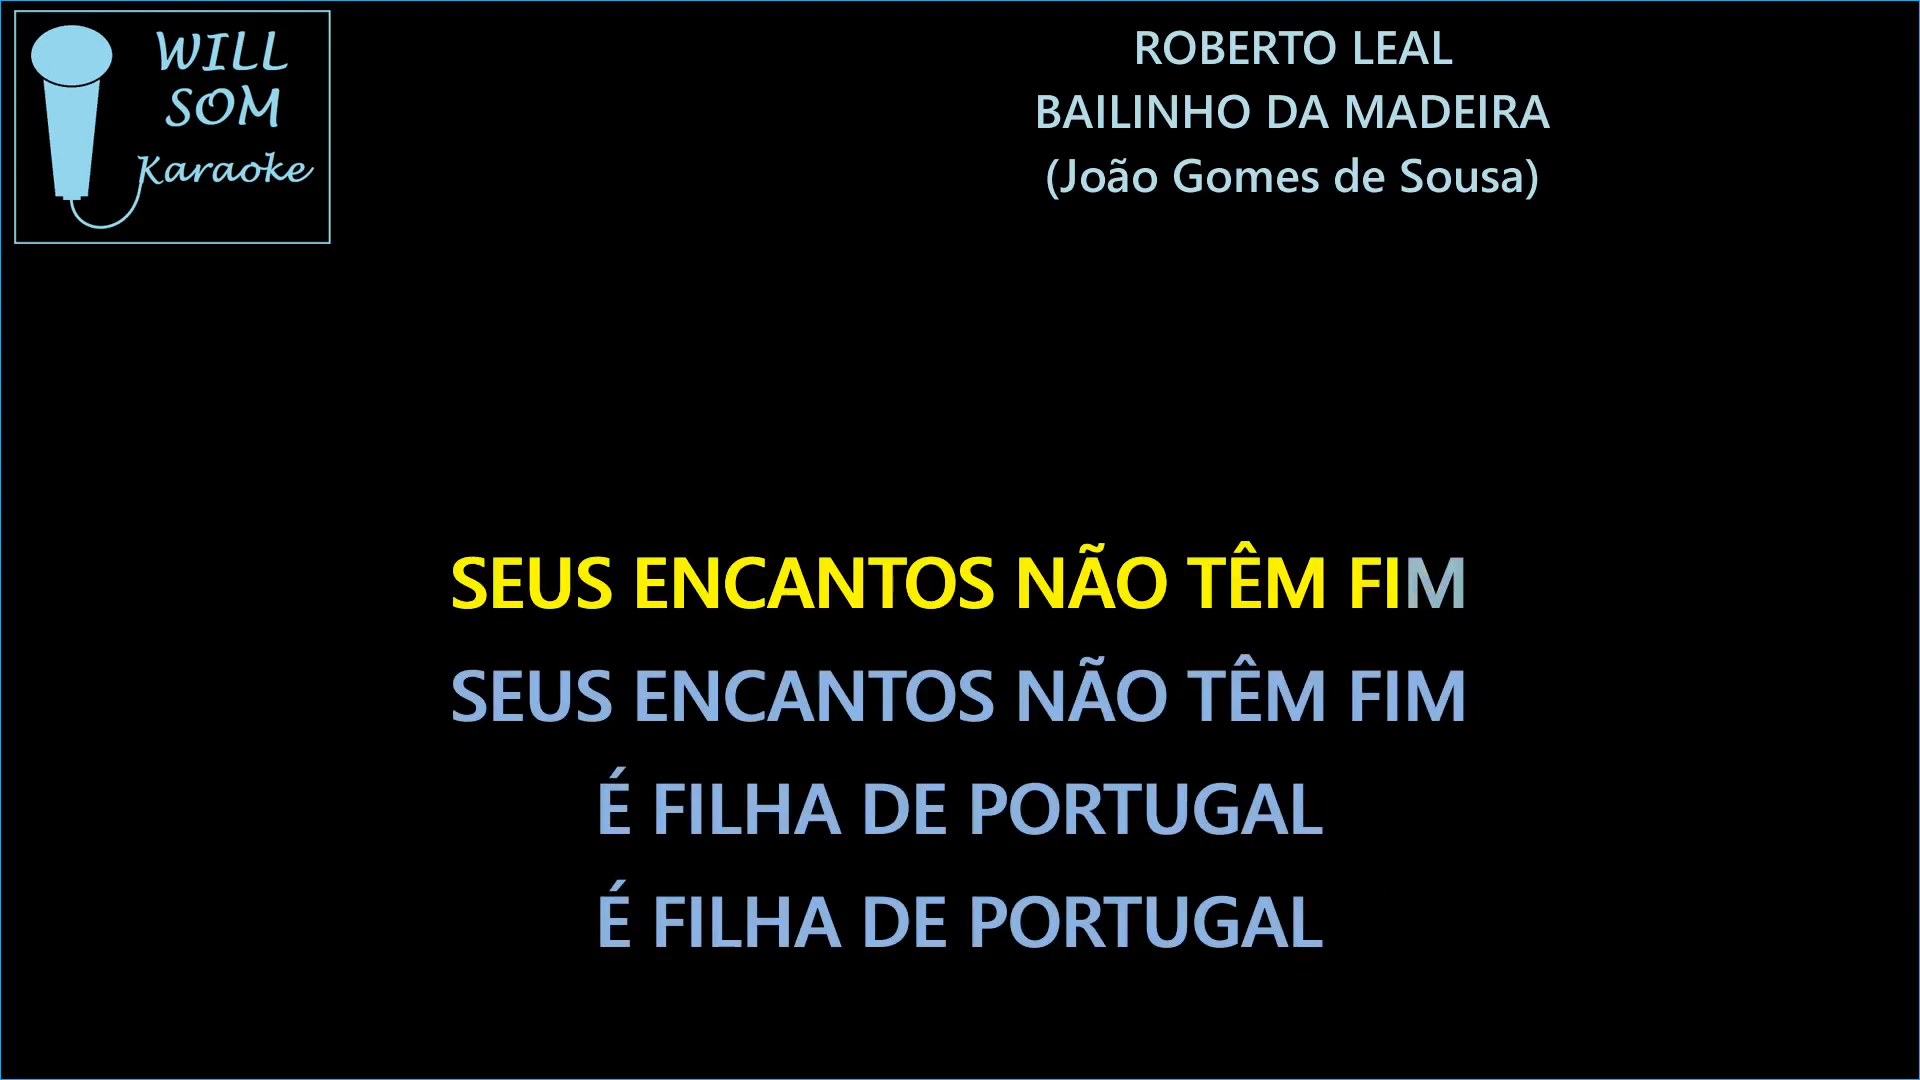 WILL
SOM
Karaoke
ROBERTO LEAL
BAILINHO DA MADEIRA
(João Gomes de Sousa)
SEUS ENCANTOS NÃO TÊM FIM
SEUS ENCANTOS NÃO TÊM FIM
É FILHA DE PORTUGAL
É FILHA DE PORTUGAL